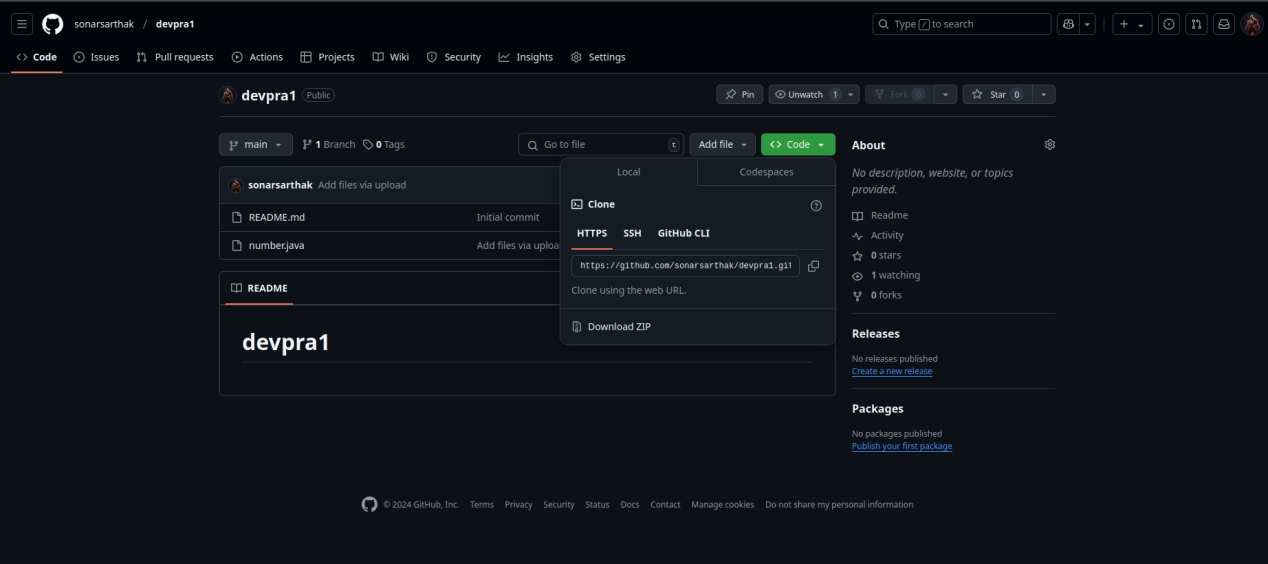 sonarsarthak / devpra1
Type / to search
Code Issues Pull requests Actions Projects Wiki Security Insights Settings
devpra1 Public
Pin Unwatch 1 Fork 0 Star 0
main 1 Branch 0 Tags
Go to file t
Add file Code
About
No description, website, or topics
provided.
Readme
Activity
0 stars
1 watching
0 forks
Releases
No releases published
Create a new release
Packages
No packages published
Publish your first package
sonarsarthak Add files via upload
README.md Initial commit
number.java Add files via uploa
Local Codespaces
Clone
HTTPS SSH GitHub CLI
https://github.com/sonarsarthak/devpra1.git
Clone using the web URL.
Download ZIP
README
devpra1
© 2024 GitHub, Inc. Terms Privacy Security Status Docs Contact Manage cookies Do not share my personal information